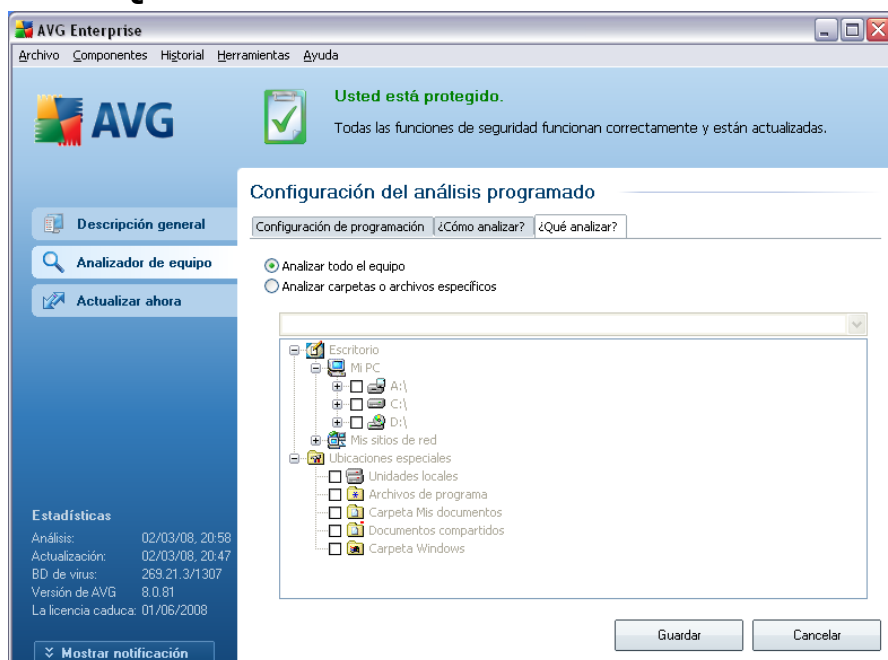 AVG Enterprise
Archivo Componentes Historial Herramientas Ayuda
AVG
Usted está protegido.
Todas las funciones de seguridad funcionan correctamente y están actualizadas.
Configuración del análisis programado
Descripción general
Analizador de equipo
Actualizar ahora
Configuración de programación ¿Cómo analizar? ¿Qué analizar?
Analizar todo el equipo
Analizar carpetas o archivos específicos
Escritorio
Mi PC
A:\
C:\
D:\
Mis sitios de red
Ubicaciones especiales
Unidades locales
Archivos de programa
Carpeta Mis documentos
Documentos compartidos
Carpeta Windows
Estadísticas
Análisis: 02/03/08, 20:58
Actualización: 02/03/08, 20:47
BD de virus: 269.21.3/1307
Versión de AVG 8.0.81
La licencia caduca: 01/06/2008
Mostrar notificación
Guardar Cancelar